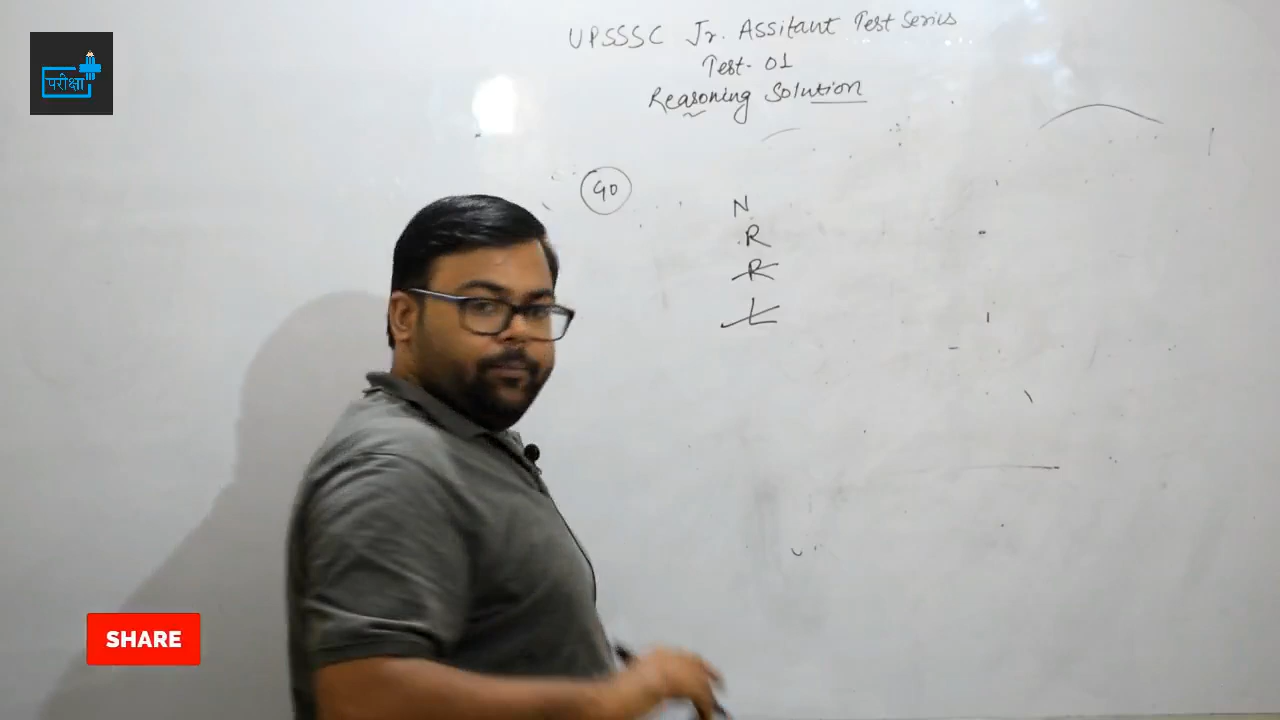 परीक्षा
UPSSSC Jr. Assitant Test Series
Test- 01
Reasoning Solution
40
N
R
R
L
SHARE